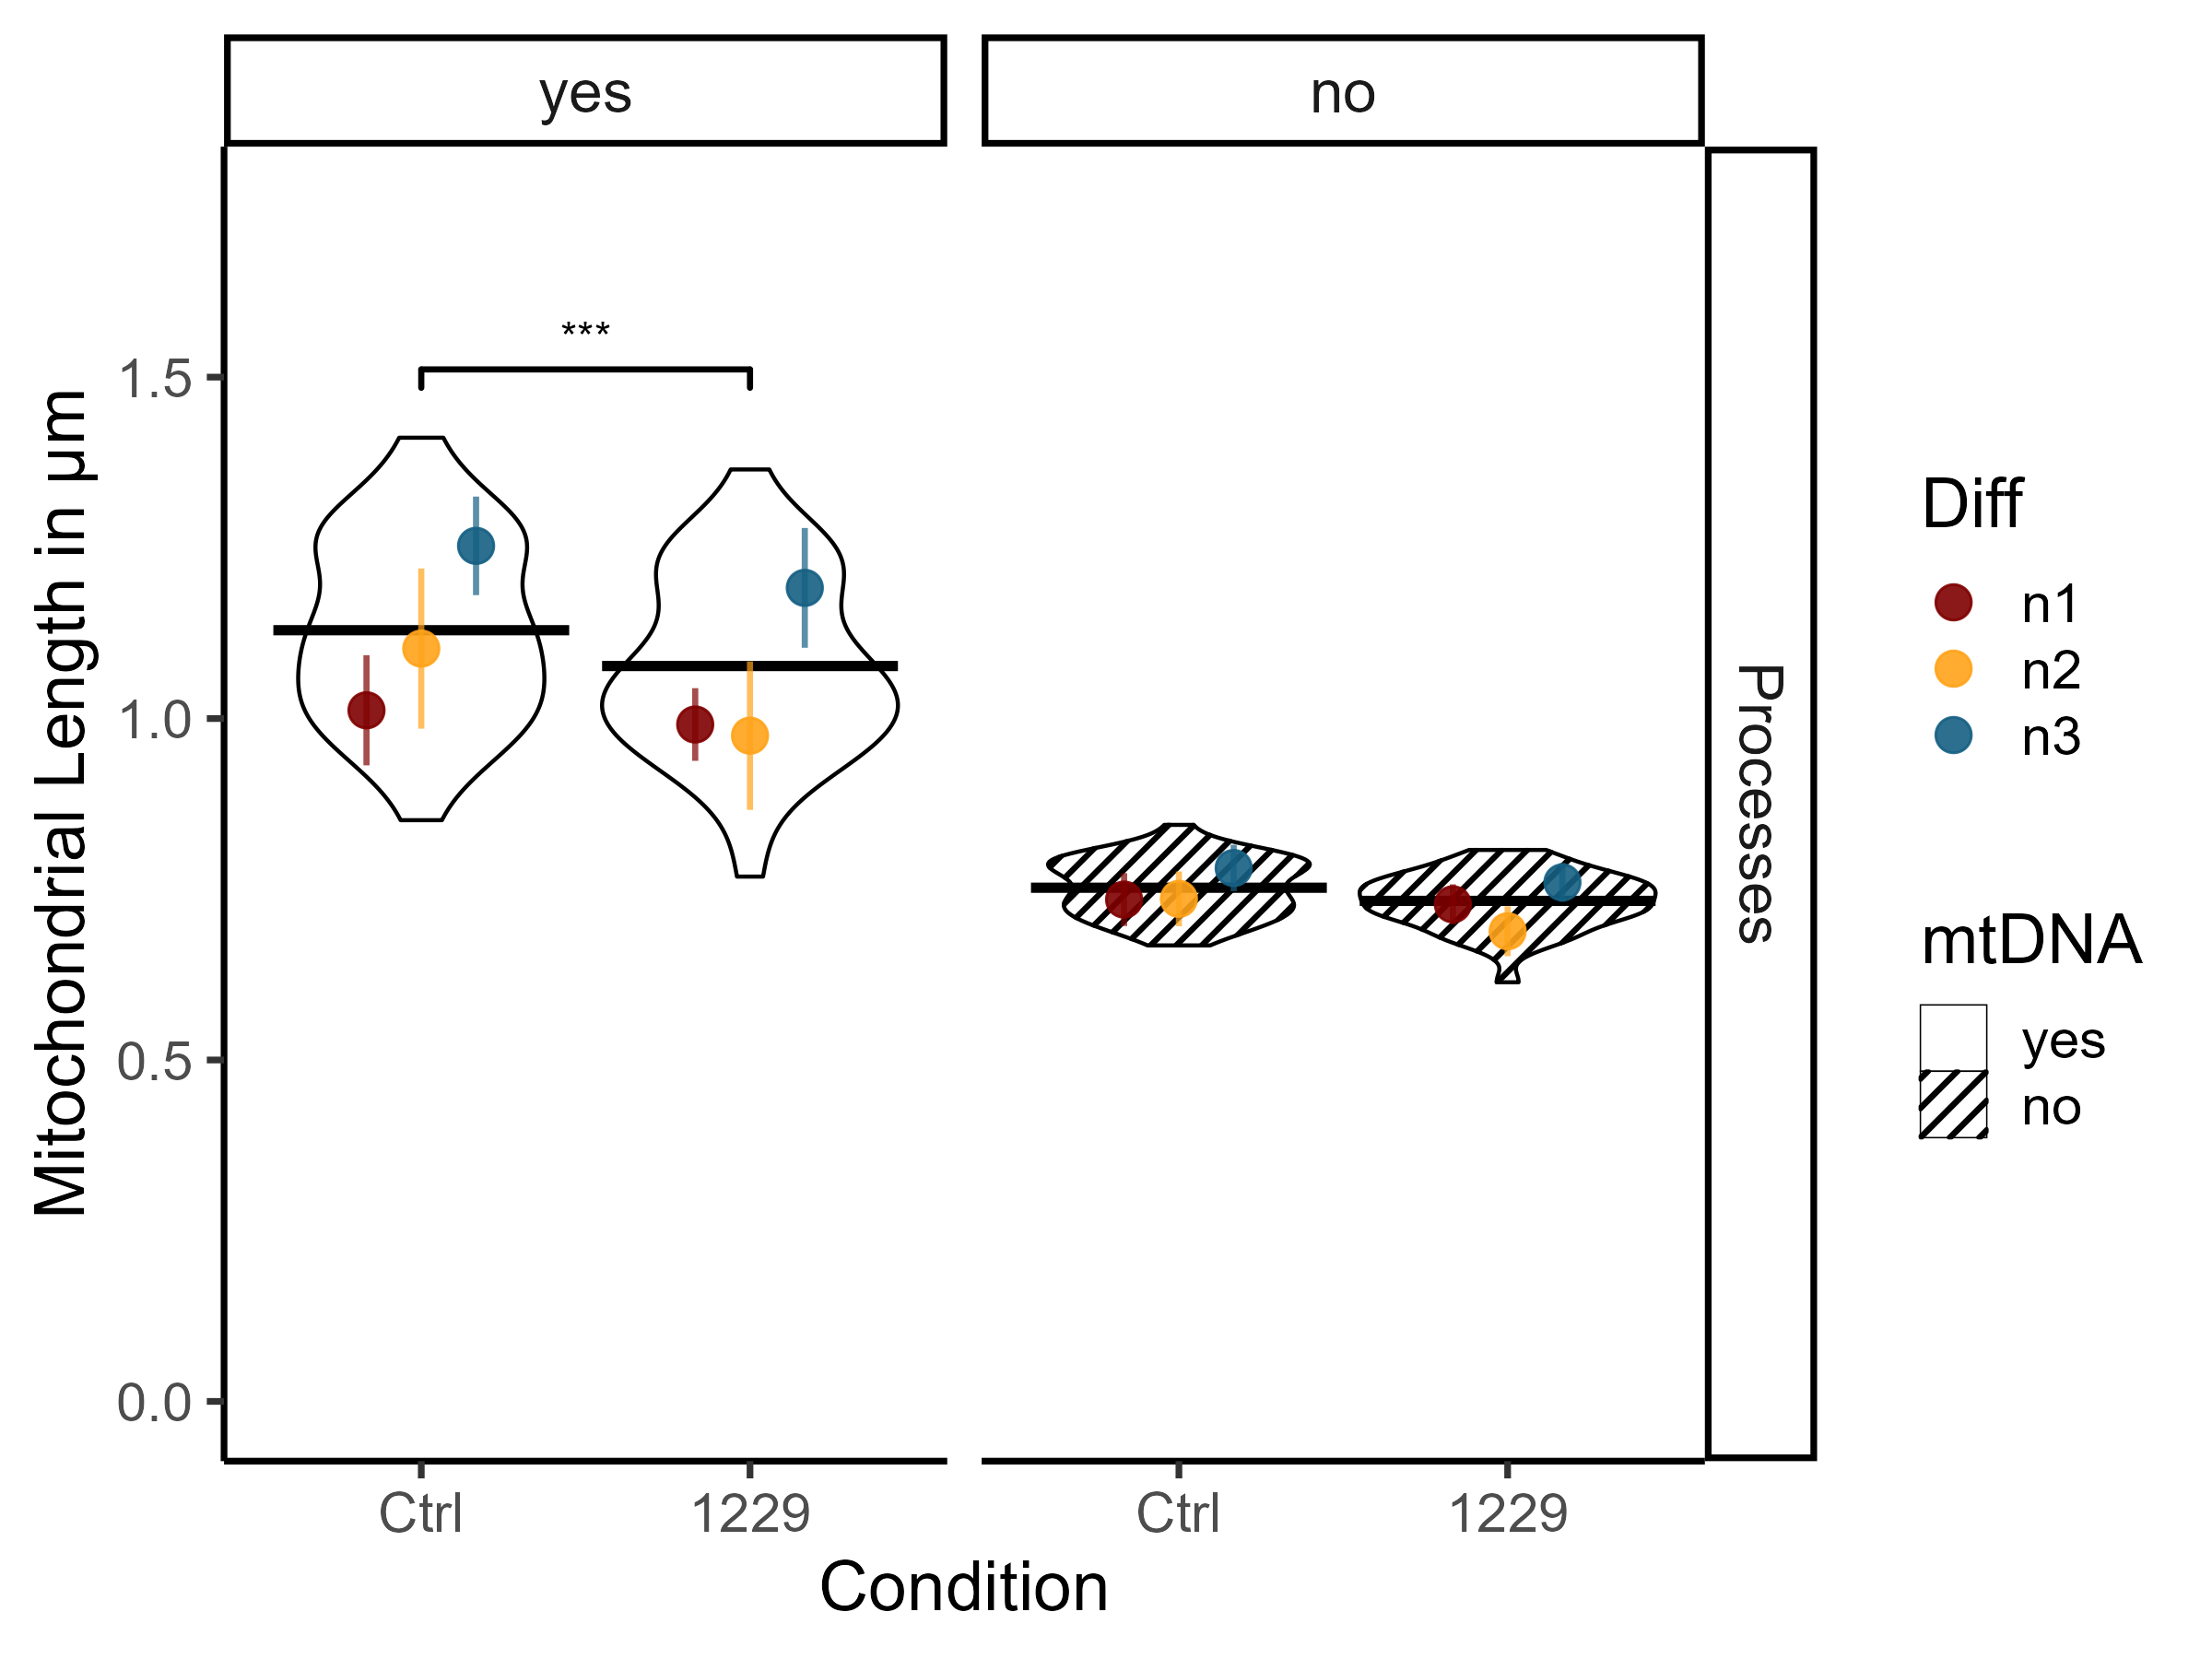 yes
no
***
1.5
1.0
0.5
0.0
Mitochondrial Length in μm
Processes
Ctrl
1229
Ctrl
1229
Condition
Diff
n1
n2
n3
mtDNA
yes
no